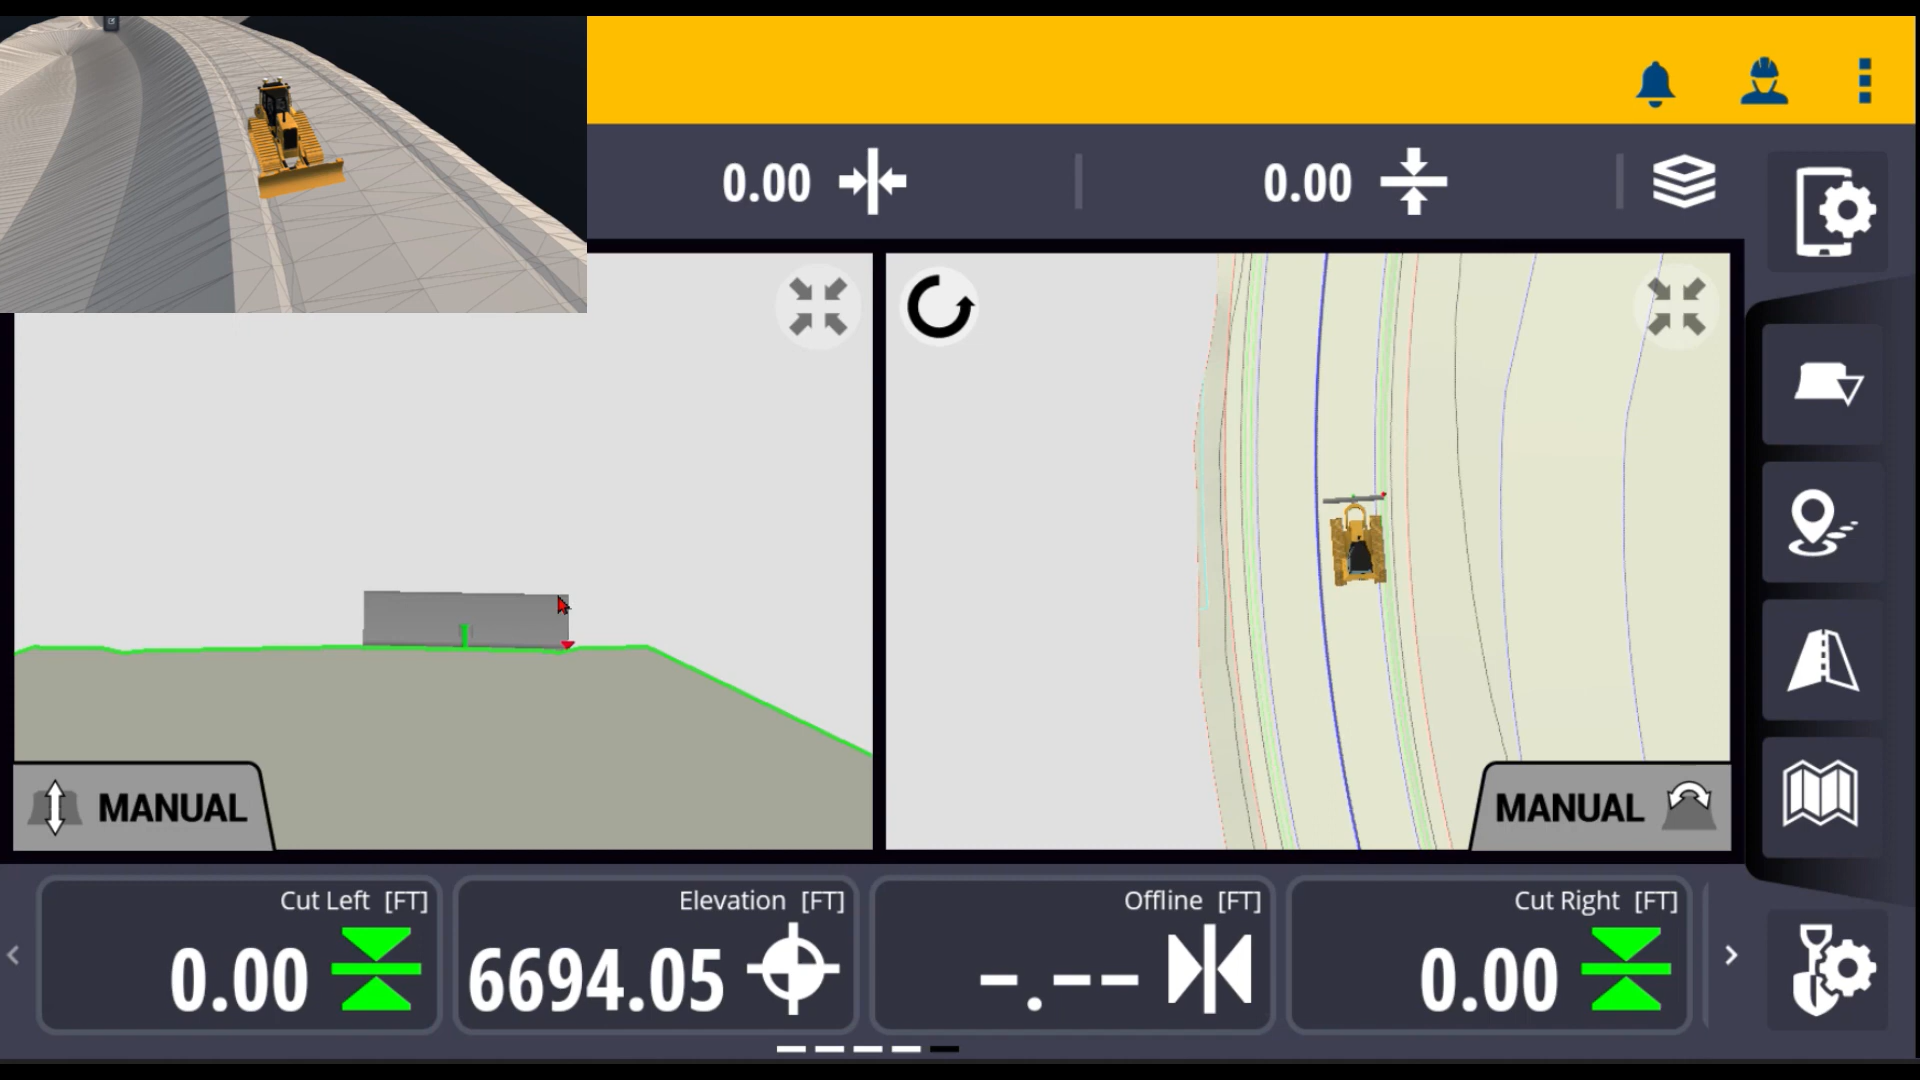 0.00
0.00
MANUAL
MANUAL
Cut Left [FT]
0.00
Elevation [FT]
6694.05
Offline [FT]
-.--
Cut Right [FT]
0.00